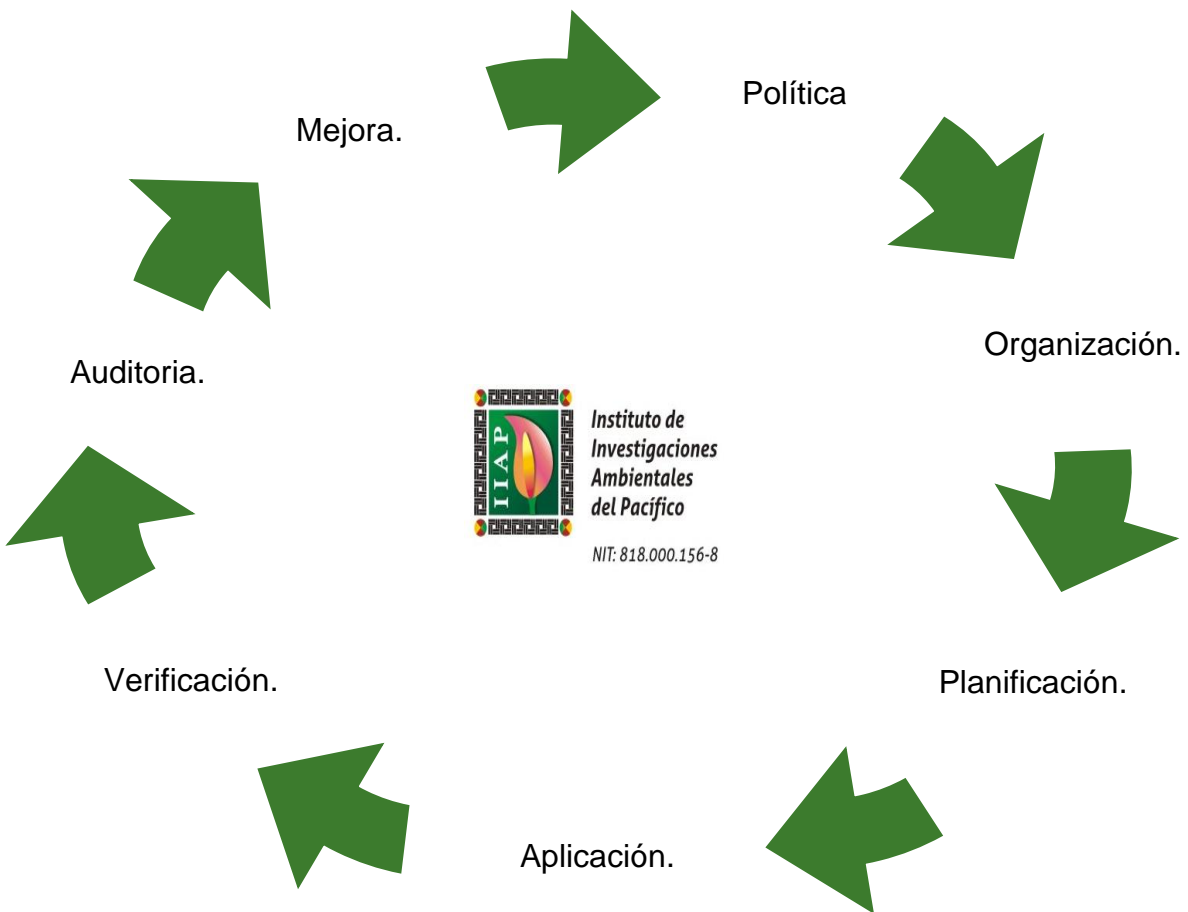 Política
Mejora.
Organización.
Auditoria.
IIAP
Instituto de
Investigaciones
Ambientales
del Pacífico
NIT: 818.000.156-8
Verificación.
Planificación.
Aplicación.